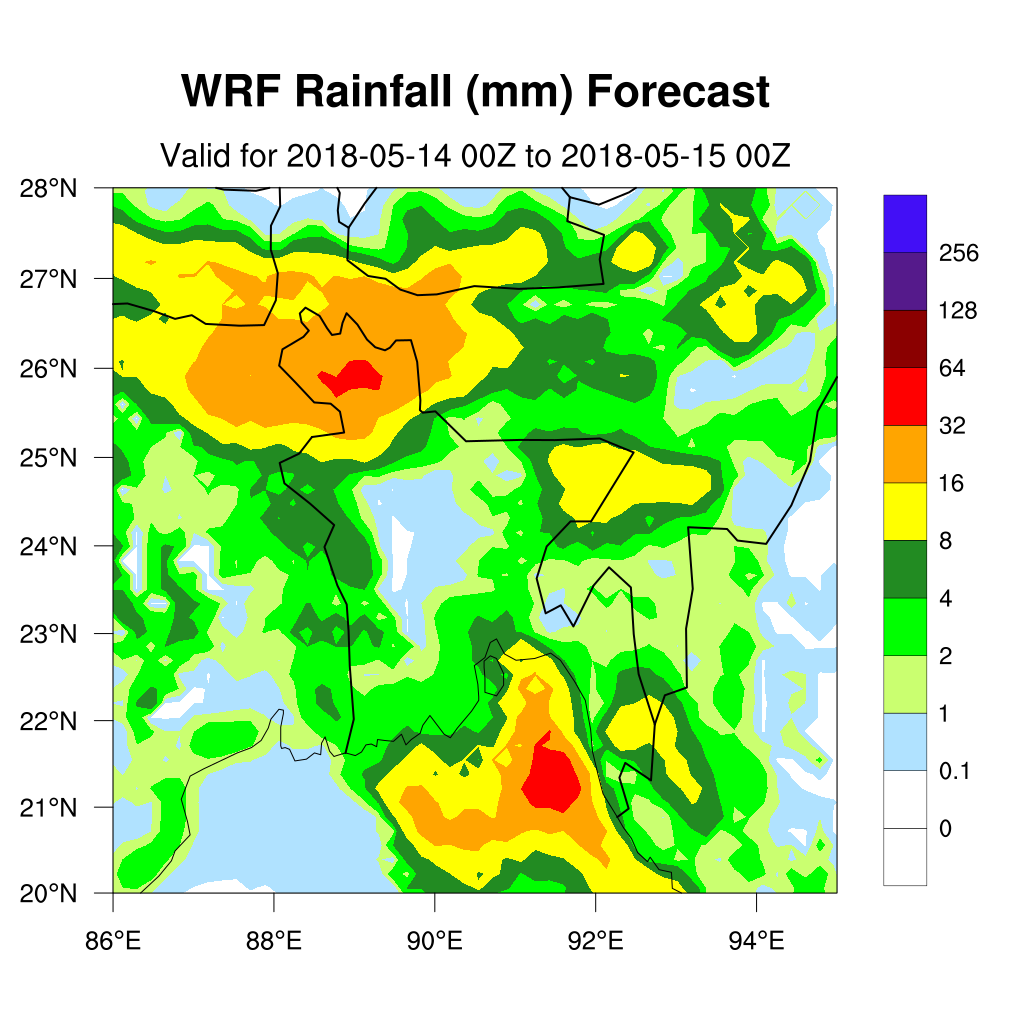 WRF Rainfall (mm) Forecast
Valid for 2018-05-14 00Z to 2018-05-15 00Z
28°N
27°N
26°N
25°N
24°N
23°N
22°N
21°N
20°N
86°E 88°E 90°E 92°E 94°E
256
128
64
32
16
8
4
2
1
0.1
0